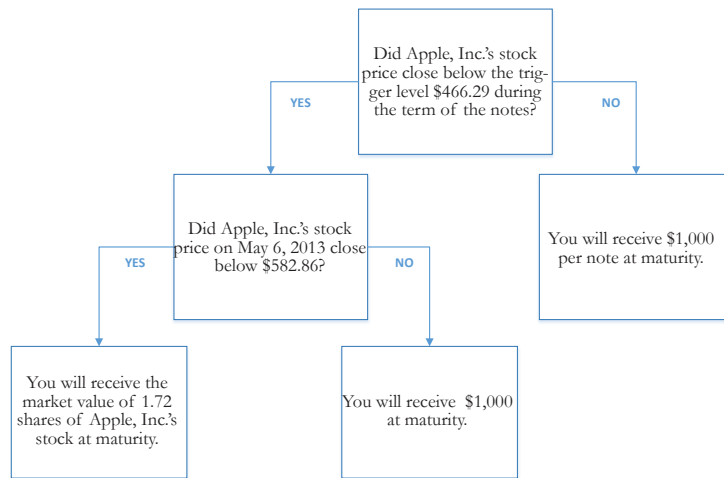 Did Apple, Inc.'s stock
price close below the trig-
ger level $466.29 during
the term of the notes?
YES
NO
Did Apple, Inc.'s stock
price on May 6, 2013 close
below $582.86?
You will receive $1,000
per note at maturity.
YES
NO
You will receive the
market value of 1.72
shares of Apple, Inc.'s
stock at maturity.
You will receive $1,000
at maturity.